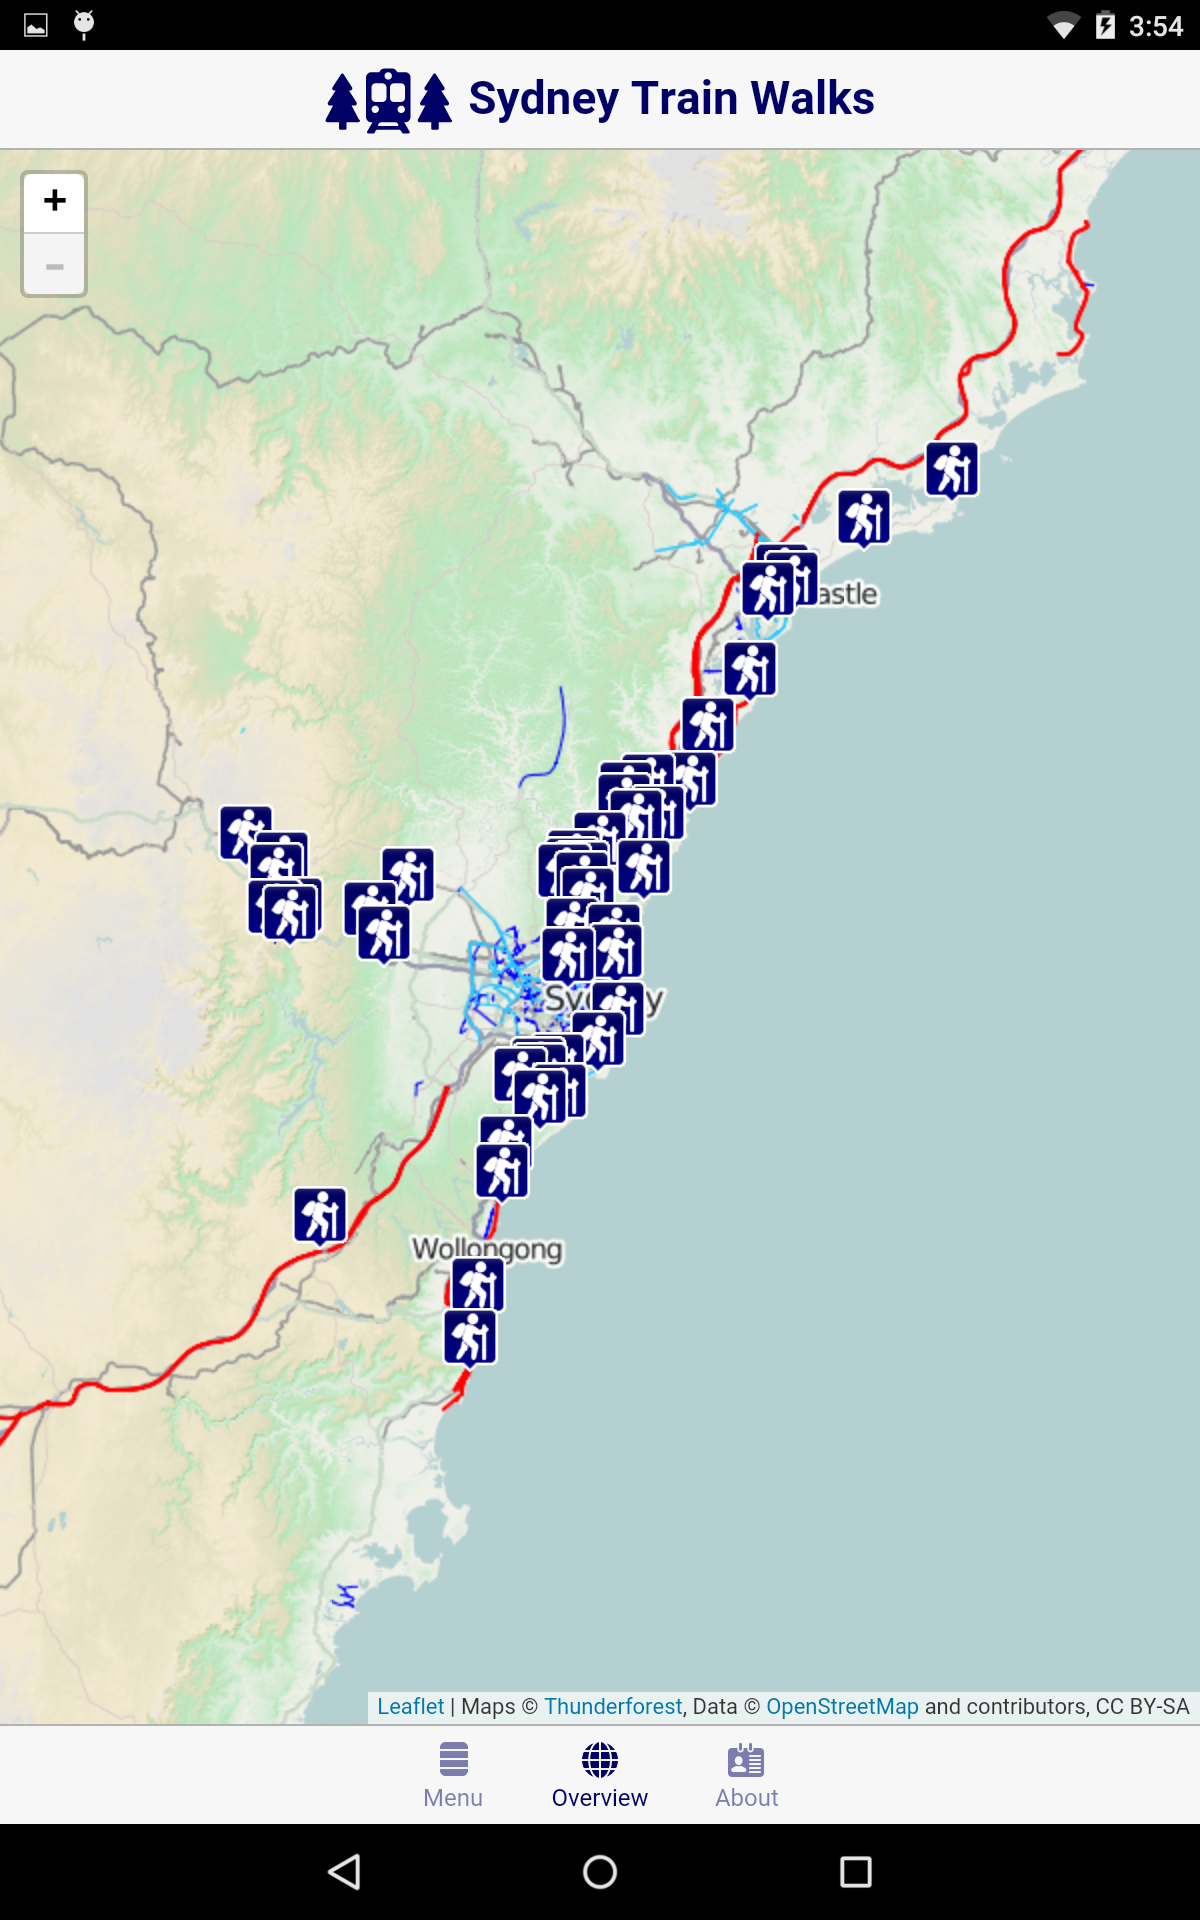 3:54
Sydney Train Walks
+
−
astle
Sy y
Wollongong
Leaflet | Maps © Thunderforest, Data © OpenStreetMap and contributors, CC BY-SA
Menu
Overview
About